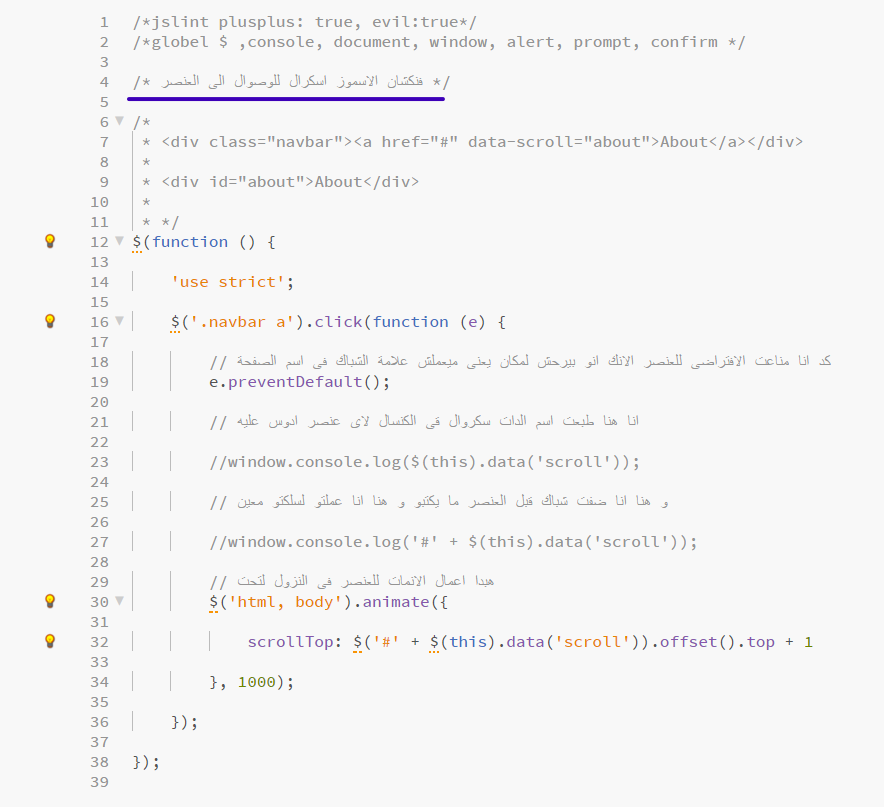 1 /*jslint plusplus: true, evil:true*/
2 /*globel $ ,console, document, window, alert, prompt, confirm */
3
4 /* فنكشان الاسموز اسكرال للوصوال الى العنصر */
5
6 /*
7 * <div class="navbar"><a href="#" data-scroll="about">About</a></div>
8 *
9 * <div id="about">About</div>
10 *
11 * */
12 $(function () {
13
14 'use strict';
15
16 $('.navbar a').click(function (e) {
17
18 // كد انا مناعت الافتراضى للعنصر الانك انو بيرحش لمكان يعنى ميعملش علامة الشباك فى اسم الصفحة
19 e.preventDefault();
20
21 // انا هنا طبعت اسم الدات سكروال قى الكنسال لاى عنصر ادوس عليه
22
23 //window.console.log($(this).data('scroll'));
24
25 // و هنا انا ضفت شباك قبل العنصر ما يكتبو و هنا انا عملتو لسلكتو معين
26
27 //window.console.log('#' + $(this).data('scroll'));
28
29 // هبدا اعمال الانمات للعنصر فى النزول لتحت
30 $('html, body').animate({
31
32 scrollTop: $('#' + $(this).data('scroll')).offset().top + 1
33
34 }, 1000);
35
36 });
37
38 });
39